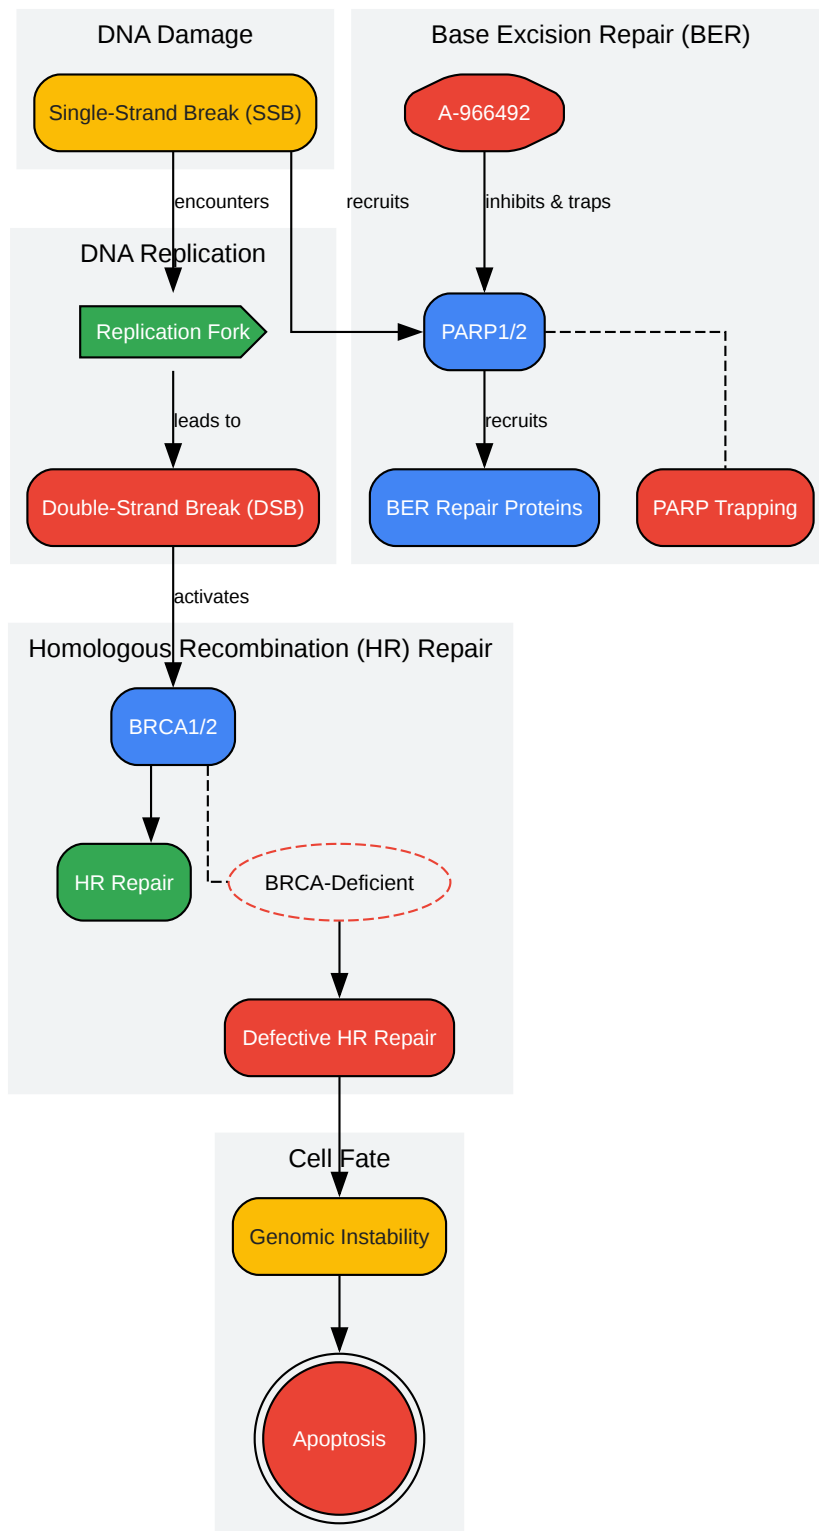 DNA Damage
Base Excision Repair (BER)
Single-Strand Break (SSB)
A-966492
encounters
recruits
inhibits & traps
DNA Replication
Replication Fork
PARP1/2
leads to
recruits
Double-Strand Break (DSB)
BER Repair Proteins
PARP Trapping
activates
Homologous Recombination (HR) Repair
BRCA1/2
HR Repair
BRCA-Deficient
Defective HR Repair
Cell Fate
Genomic Instability
Apoptosis